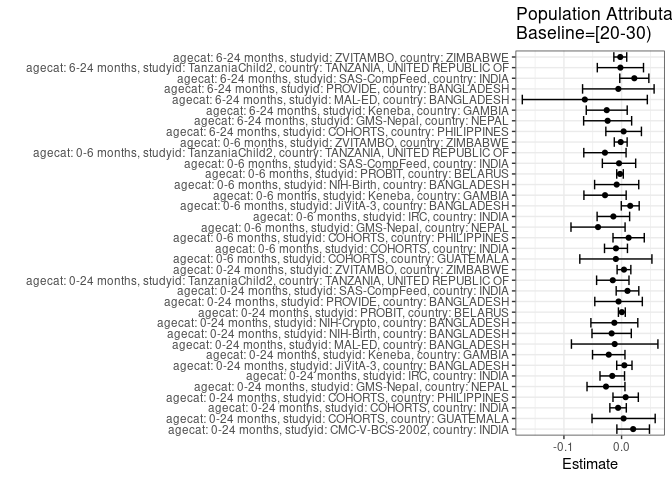 Population Attributa
Baseline=[20-30)
agecat: 6-24 months, studyid: ZVITAMBO, country: ZIMBABWE
agecat: 6-24 months, studyid: TanzaniaChild2, country: TANZANIA, UNITED REPUBLIC OF
agecat: 6-24 months, studyid: SAS-CompFeed, country: INDIA
agecat: 6-24 months, studyid: PROVIDE, country: BANGLADESH
agecat: 6-24 months, studyid: MAL-ED, country: BANGLADESH
agecat: 6-24 months, studyid: Keneba, country: GAMBIA
agecat: 6-24 months, studyid: GMS-Nepal, country: NEPAL
agecat: 6-24 months, studyid: COHORTS, country: PHILIPPINES
agecat: 0-6 months, studyid: ZVITAMBO, country: ZIMBABWE
agecat: 0-6 months, studyid: TanzaniaChild2, country: TANZANIA, UNITED REPUBLIC OF
agecat: 0-6 months, studyid: SAS-CompFeed, country: INDIA
agecat: 0-6 months, studyid: PROBIT, country: BELARUS
agecat: 0-6 months, studyid: NIH-Birth, country: BANGLADESH
agecat: 0-6 months, studyid: Keneba, country: GAMBIA
agecat: 0-6 months, studyid: JiVitA-3, country: BANGLADESH
agecat: 0-6 months, studyid: IRC, country: INDIA
agecat: 0-6 months, studyid: GMS-Nepal, country: NEPAL
agecat: 0-6 months, studyid: COHORTS, country: PHILIPPINES
agecat: 0-6 months, studyid: COHORTS, country: INDIA
agecat: 0-6 months, studyid: COHORTS, country: GUATEMALA
agecat: 0-24 months, studyid: ZVITAMBO, country: ZIMBABWE
agecat: 0-24 months, studyid: TanzaniaChild2, country: TANZANIA, UNITED REPUBLIC OF
agecat: 0-24 months, studyid: SAS-CompFeed, country: INDIA
agecat: 0-24 months, studyid: PROVIDE, country: BANGLADESH
agecat: 0-24 months, studyid: PROBIT, country: BELARUS
agecat: 0-24 months, studyid: NIH-Crypto, country: BANGLADESH
agecat: 0-24 months, studyid: NIH-Birth, country: BANGLADESH
agecat: 0-24 months, studyid: MAL-ED, country: BANGLADESH
agecat: 0-24 months, studyid: Keneba, country: GAMBIA
agecat: 0-24 months, studyid: JiVitA-3, country: BANGLADESH
agecat: 0-24 months, studyid: IRC, country: INDIA
agecat: 0-24 months, studyid: GMS-Nepal, country: NEPAL
agecat: 0-24 months, studyid: COHORTS, country: PHILIPPINES
agecat: 0-24 months, studyid: COHORTS, country: INDIA
agecat: 0-24 months, studyid: COHORTS, country: GUATEMALA
agecat: 0-24 months, studyid: CMC-V-BCS-2002, country: INDIA
-0.1 0.0
Estimate